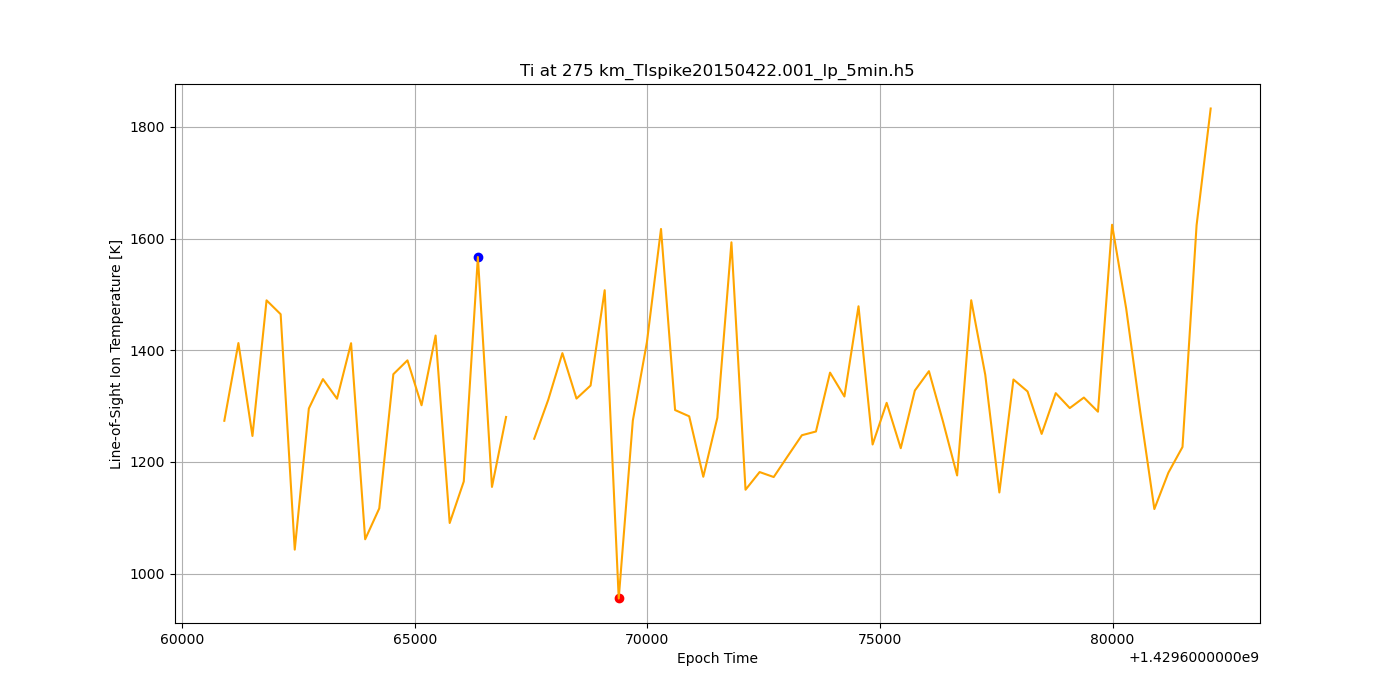 Ti at 275 km_TIspike20150422.001_lp_5min.h5
Line-of-Sight Ion Temperature [K]
1800
1600
1400
1200
1000
60000 65000 70000 75000 80000
Epoch Time
+1.4296000000e9